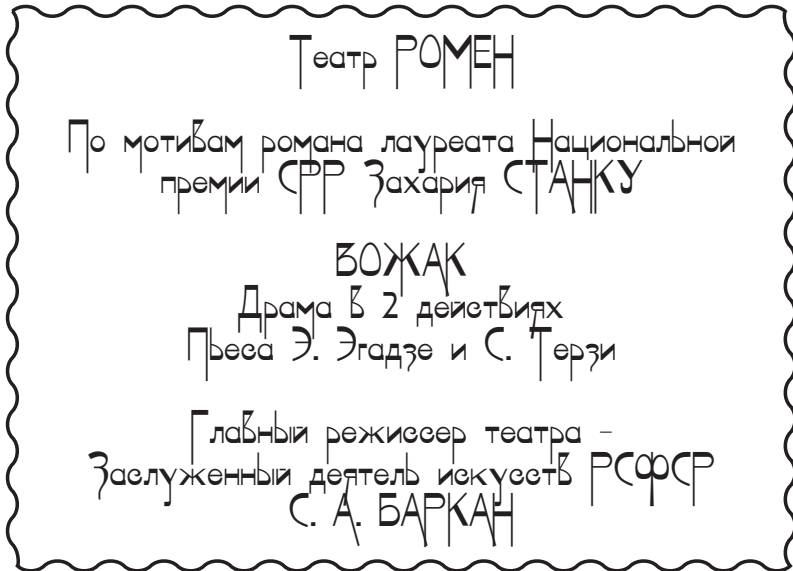 Театр РОМЕН
По мотивам романа лауреата Национальной
премии СРР Захария СТАНКУ
ВОЖАК
Драма в 2 действиях
Пьеса Э. Эгадзе и С. Терзи
Главный режиссер театра –
Заслуженный деятель искусств РСФСР
С. А. БАРКАН